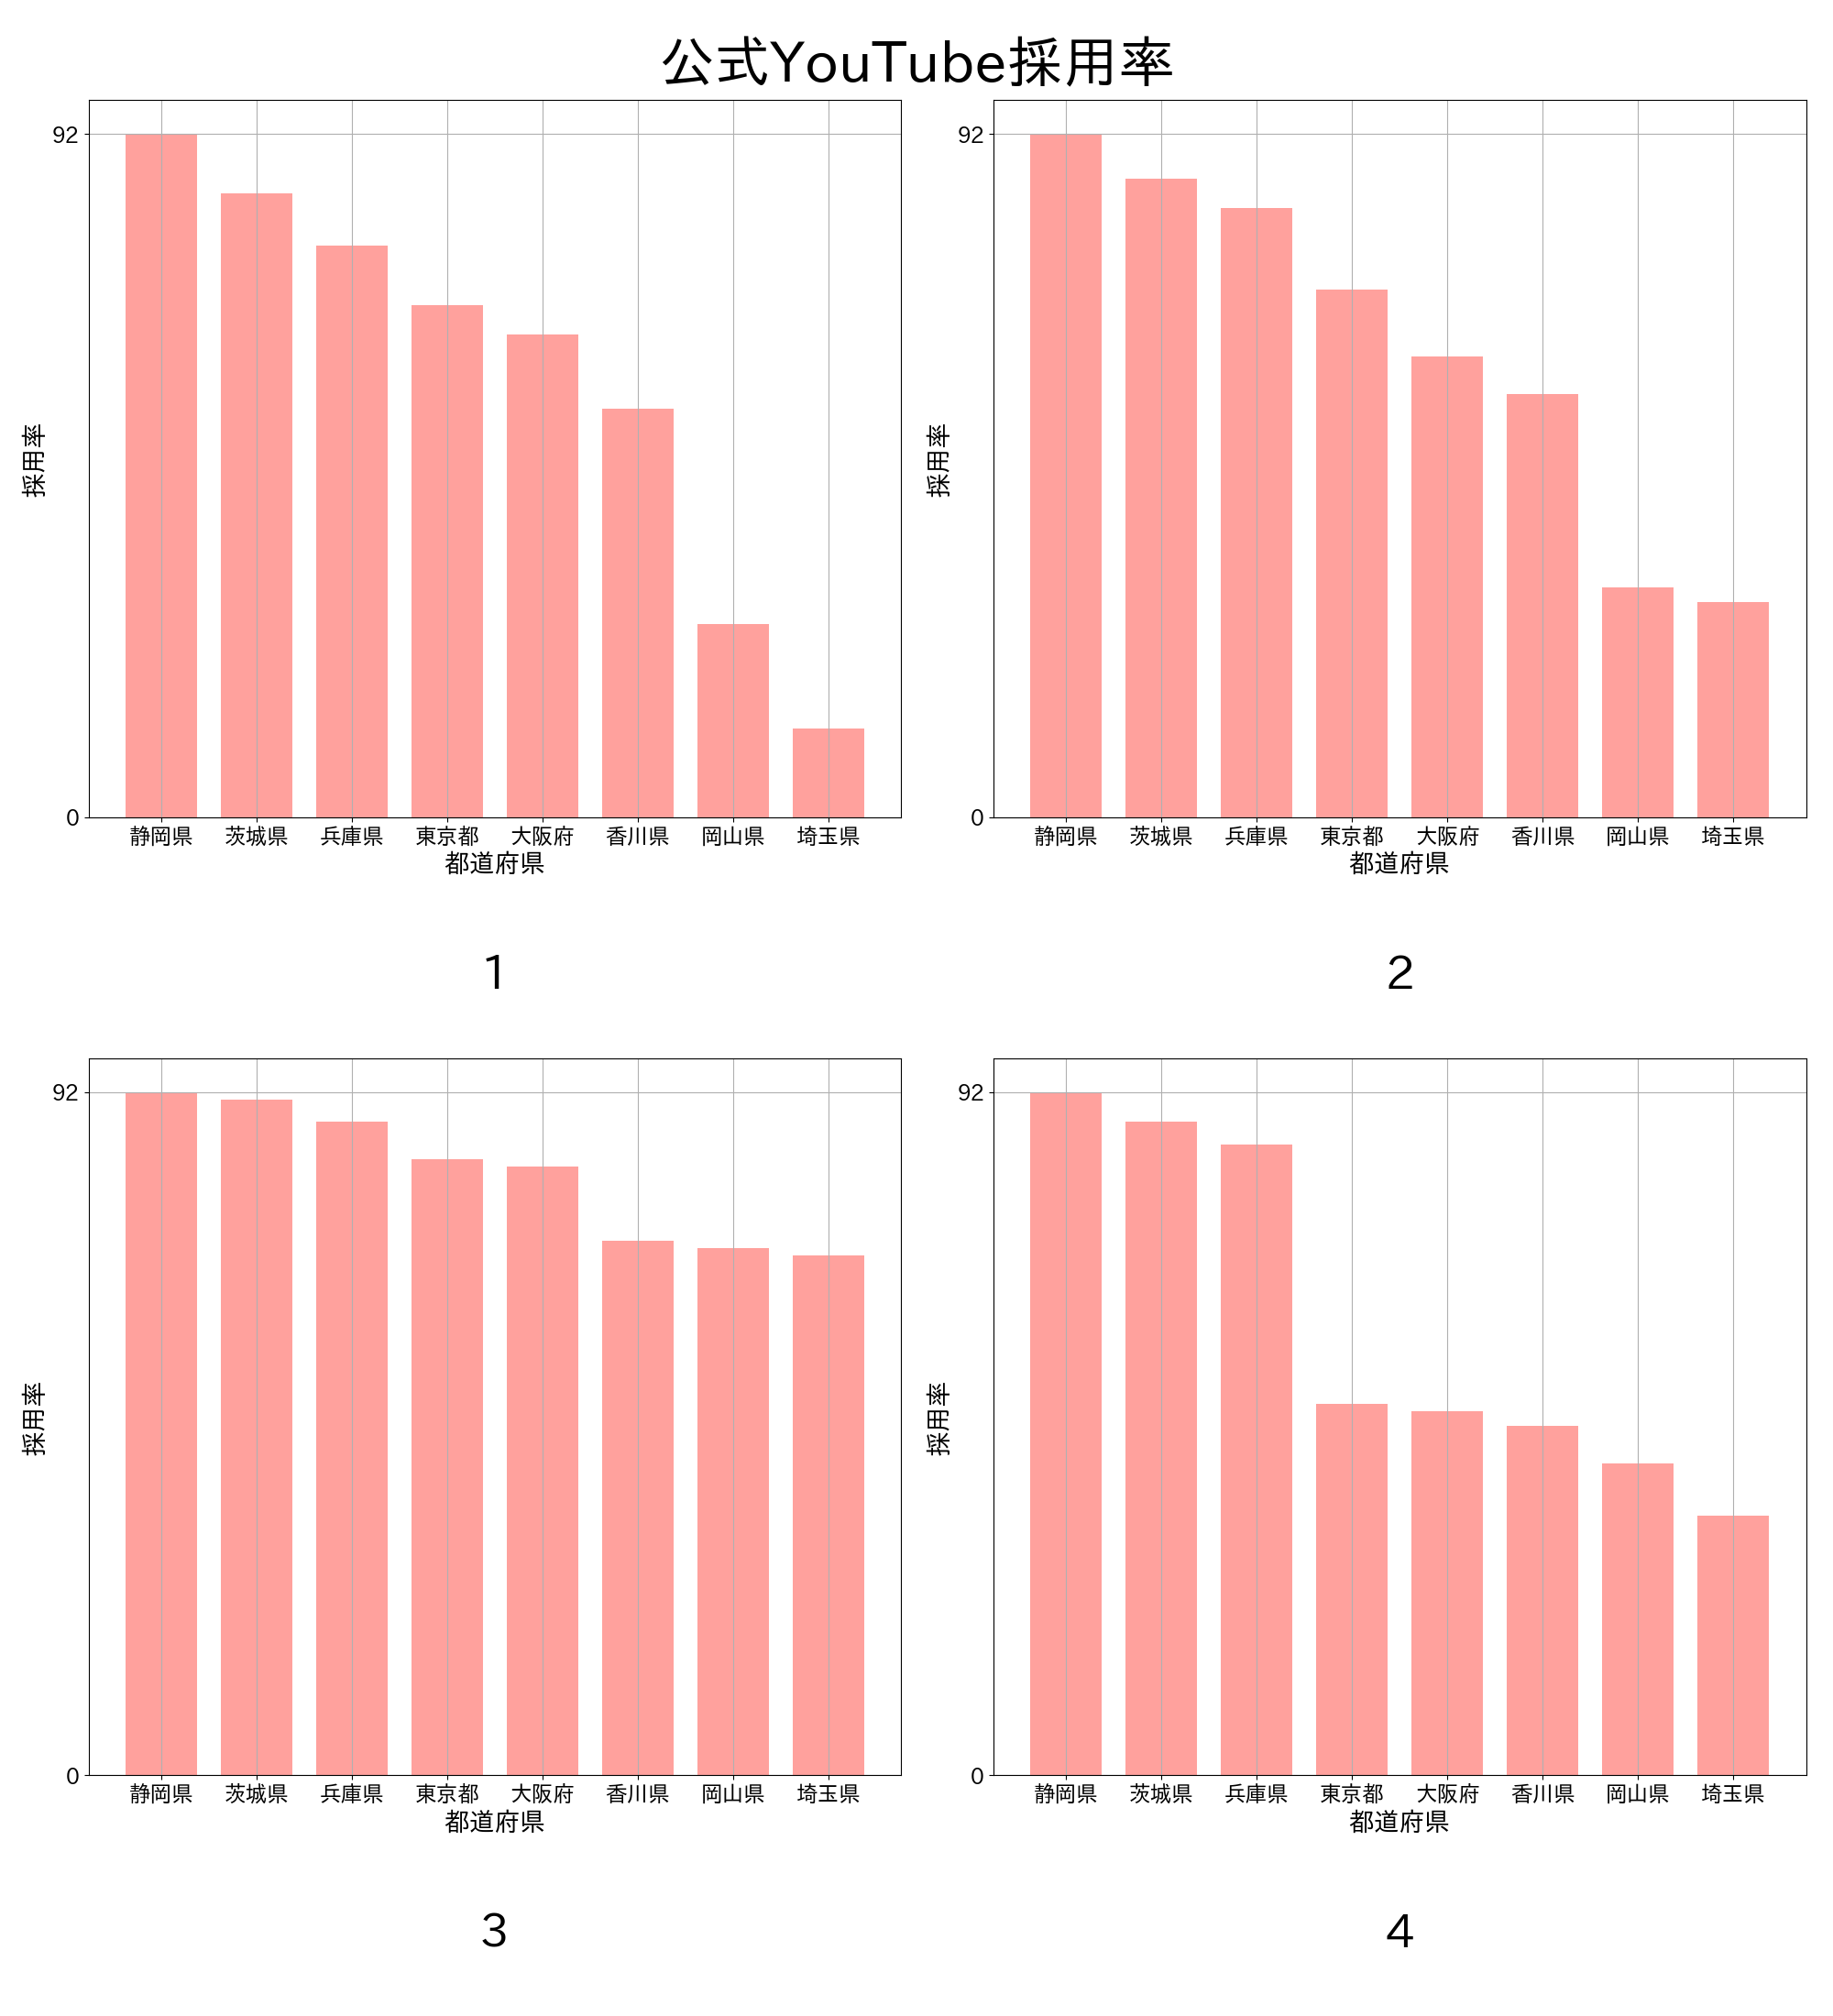 公式YouTube採用率
92
0
採用率
静岡県 茨城県 兵庫県 東京都 大阪府 香川県 岡山県 埼玉県
都道府県
1
92
0
採用率
静岡県 茨城県 兵庫県 東京都 大阪府 香川県 岡山県 埼玉県
都道府県
2
92
0
採用率
静岡県 茨城県 兵庫県 東京都 大阪府 香川県 岡山県 埼玉県
都道府県
3
92
0
採用率
静岡県 茨城県 兵庫県 東京都 大阪府 香川県 岡山県 埼玉県
都道府県
4